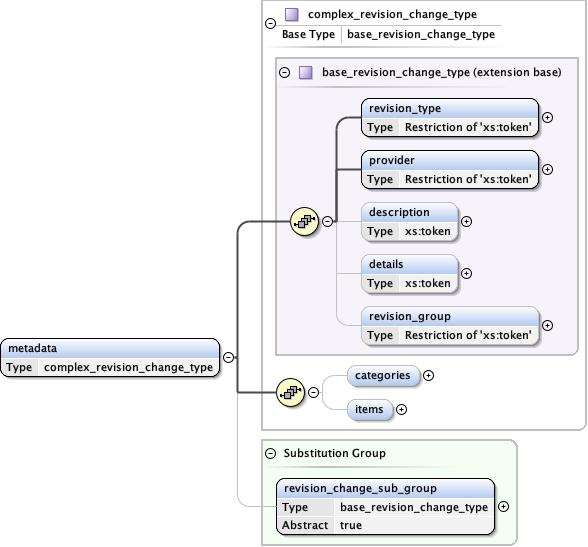 complex_revision_change_type
Base Type base_revision_change_type
base_revision_change_type (extension base)
revision_type
Type Restriction of 'xs:token'
provider
Type Restriction of 'xs:token'
description
Type xs:token
details
Type xs:token
revision_group
Type Restriction of 'xs:token'
metadata
Type complex_revision_change_type
categories
items
Substitution Group
revision_change_sub_group
Type base_revision_change_type
Abstract true